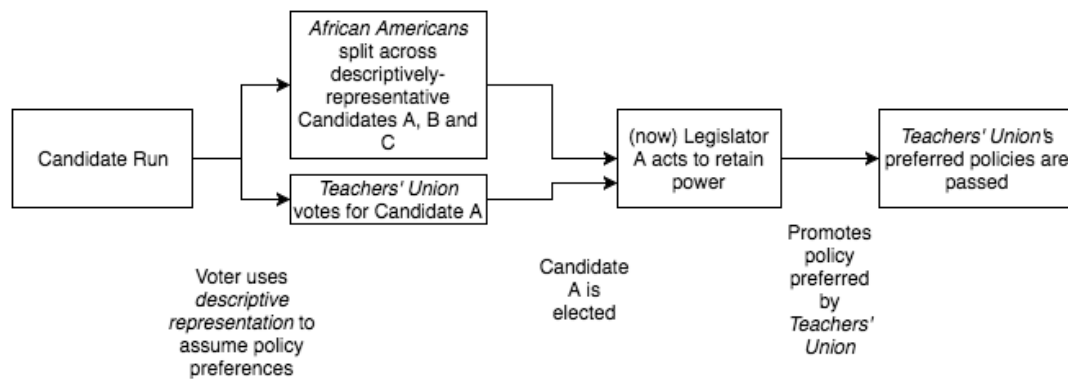 African Americans
split across
descriptively-
representative
Candidates A, B and
C
Candidate Run
Teachers' Union
votes for Candidate A
(now) Legislator
A acts to retain
power
Teachers' Union's
preferred policies are
passed
Voter uses
descriptive
representation to
assume policy
preferences
Candidate
A is
elected
Promotes
policy
preferred
by
Teachers'
Union